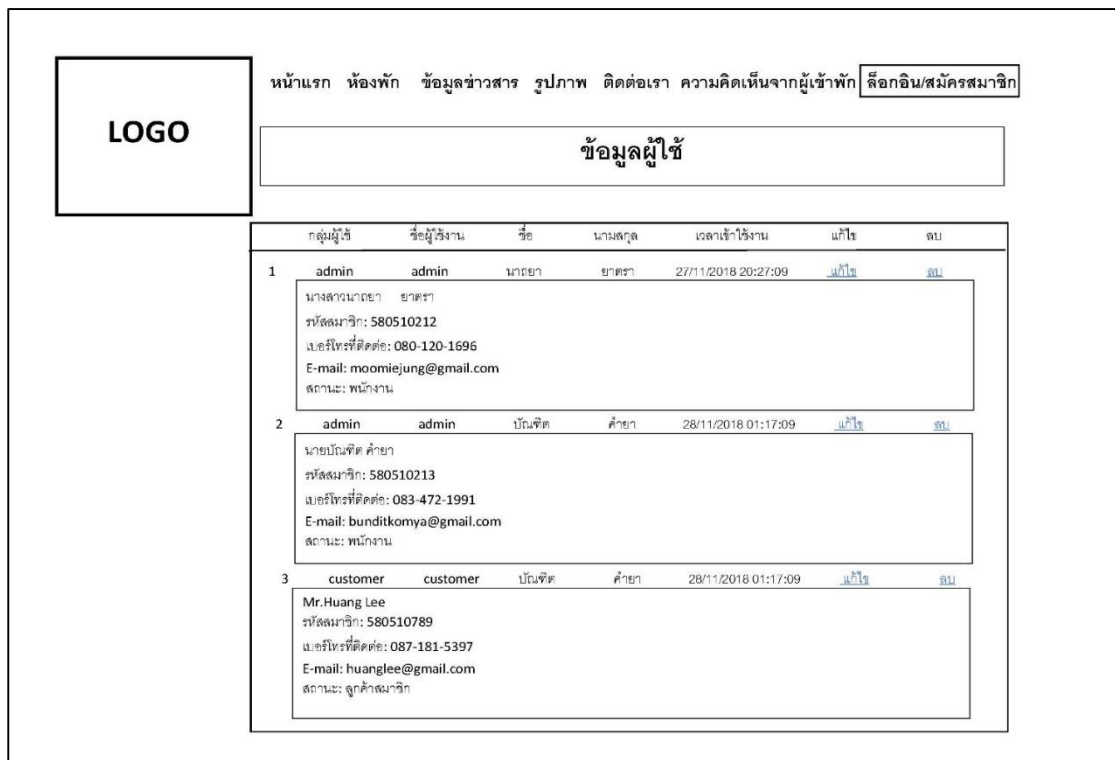 หน้าแรก ห้องพัก ข้อมูลข่าวสาร รูปภาพ ติดต่อเรา ความคิดเห็นจากผู้เข้าพัก ล็อกอิน/สมัครสมาชิก
LOGO
ข้อมูลผู้ใช้
กลุ่มผู้ใช้ ชื่อผู้ใช้งาน ชื่อ นามสกุล เวลาเข้าใช้งาน แก้ไข ลบ
1 admin admin นาถยา ยาตรา 27/11/2018 20:27:09 แก้ไข ลบ
นางสาวนาถยา ยาตรา
รหัสสมาชิก: 580510212
เบอร์โทรที่ติดต่อ: 080-120-1696
E-mail: moomiejung@gmail.com
สถานะ: พนักงาน
2 admin admin บัณฑิต คำยา 28/11/2018 01:17:09 แก้ไข ลบ
นายบัณฑิต คำยา
รหัสสมาชิก: 580510213
เบอร์โทรที่ติดต่อ: 083-472-1991
E-mail: bunditkomya@gmail.com
สถานะ: พนักงาน
3 customer customer บัณฑิต คำยา 28/11/2018 01:17:09 แก้ไข ลบ
Mr.Huang Lee
รหัสสมาชิก: 580510789
เบอร์โทรที่ติดต่อ: 087-181-5397
E-mail: huanglee@gmail.com
สถานะ: ลูกค้าสมาชิก